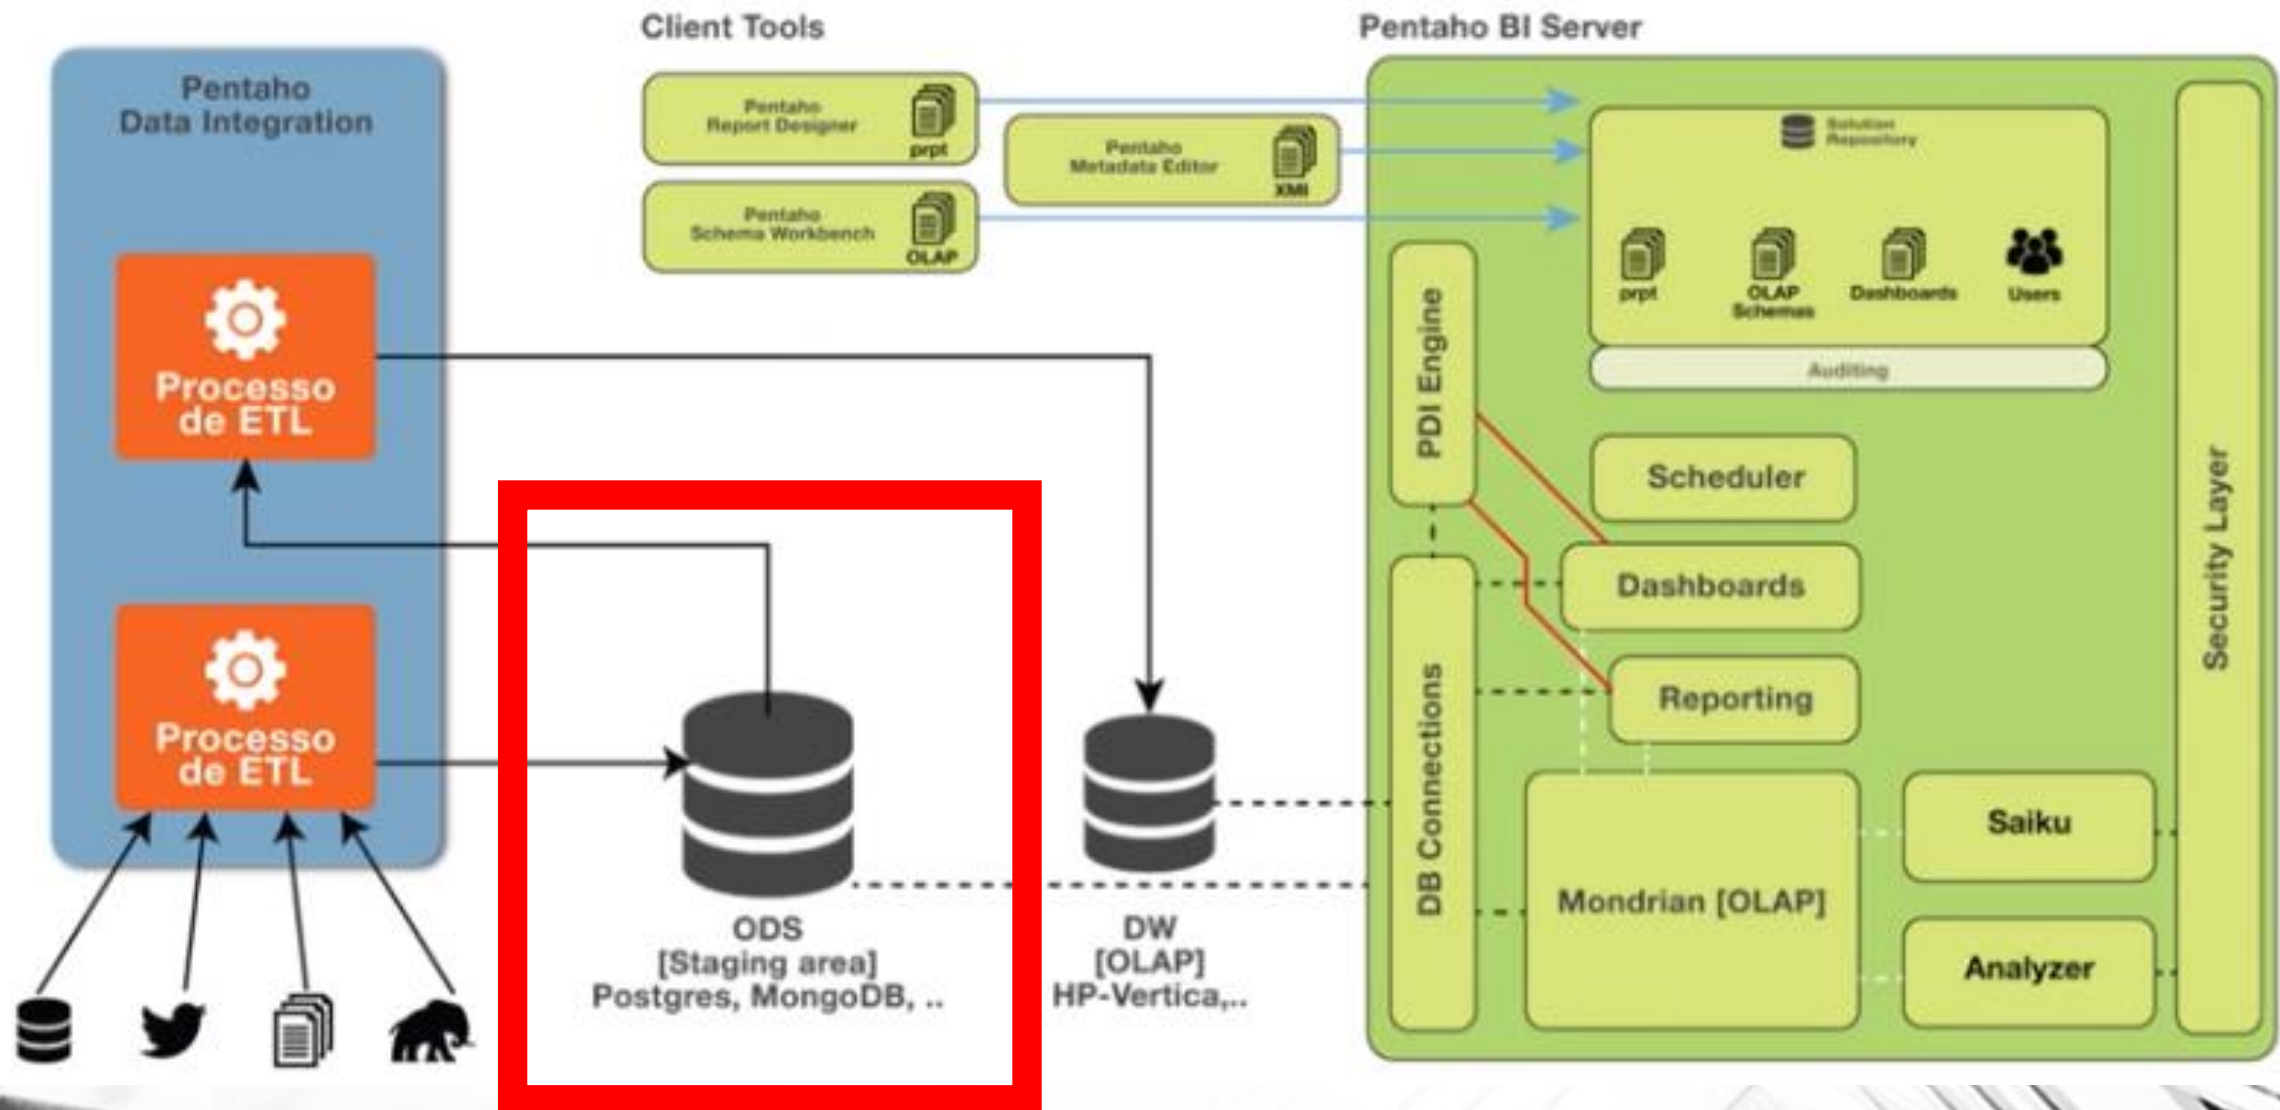 Client Tools
Pentaho BI Server
Pentaho
Data Integration
Pentaho
Report Designer
prpt
Pentaho
Metadata Editor
XMI
Pentaho
Schema Workbench
OLAP
Solution
Repository
prpt
OLAP
Schemas
Dashboards
Users
Auditing
Processo
de ETL
Processo
de ETL
PDI Engine
Scheduler
Dashboards
Reporting
DB Connections
Mondrian [OLAP]
Saiku
Analyzer
Security Layer
ODS
[Staging area]
Postgres, MongoDB, ..
DW
[OLAP]
HP-Vertica,..